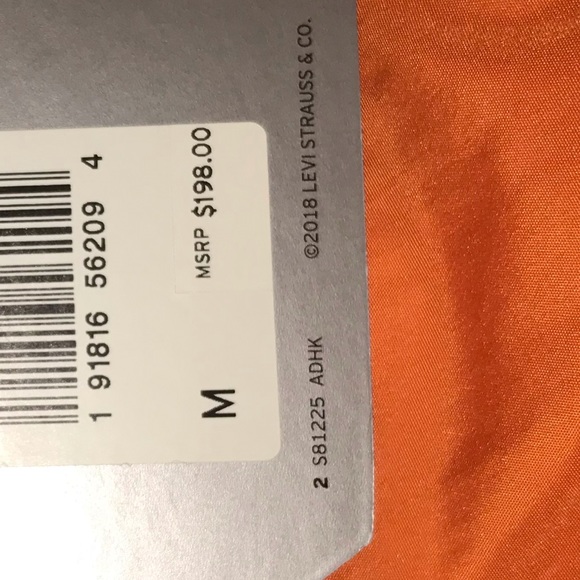 1 91816 56209 4
MSRP $198.00
M
2 S81225 ADHK
©2018 LEVI STRAUSS & CO.